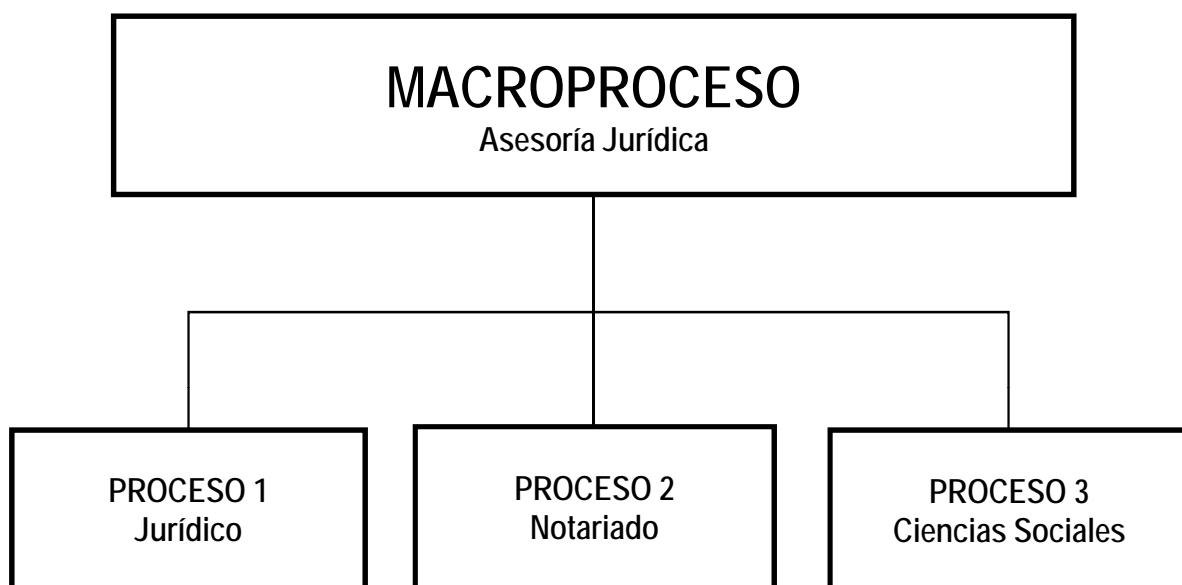 MACROPROCESO
Asesoría Jurídica
PROCESO 1
Jurídico
PROCESO 2
Notariado
PROCESO 3
Ciencias Sociales